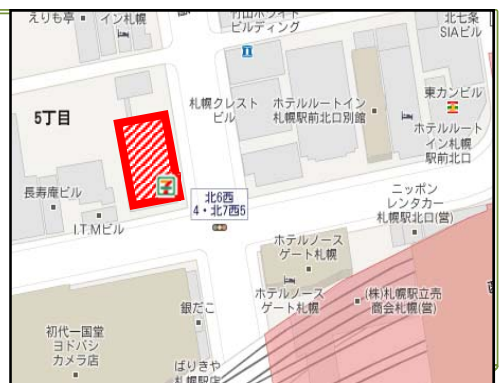 えりも亭
イン札幌
竹山ホワイト
ビルディング
北七条
SIAビル
5丁目
札幌クレスト
ビル
ホテルルートイン
札幌駅前北口別館
東カンビル
ホテルルート
イン札幌
駅前北口
長寿庵ビル
I.T.Mビル
北6西
4・北7西5
ニッポン
レンタカー
札幌駅北口(営)
ホテルノース
ゲート札幌
ホテルノース
ゲート札幌
(株)札幌駅立売
商会札幌(営)
銀だこ
初代一国堂
ヨドバシ
カメラ店
ぱりきや
札幌駅店